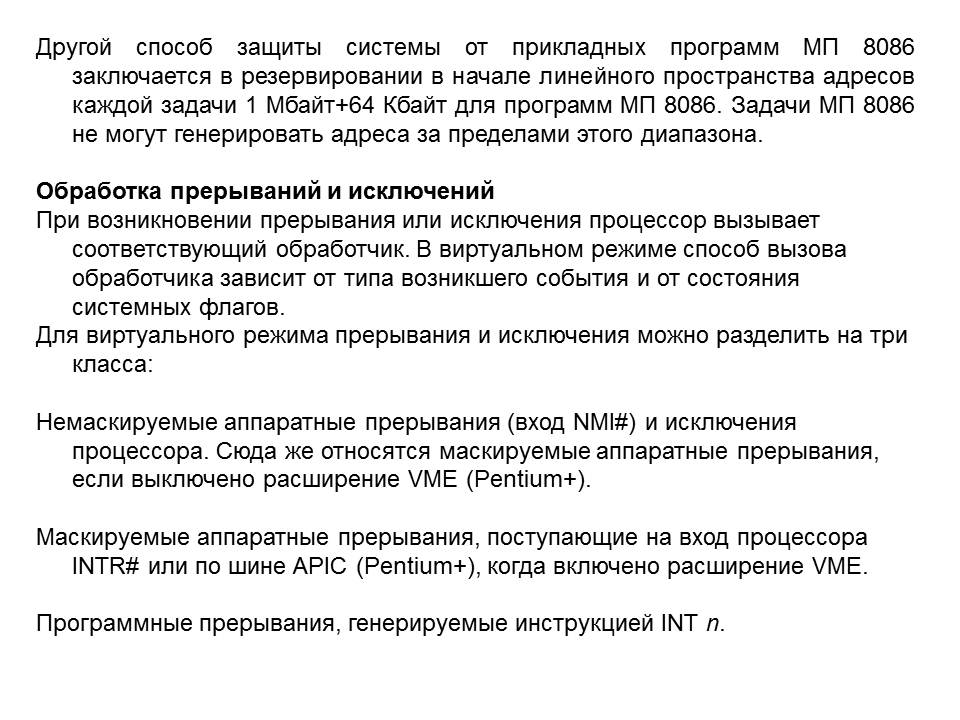 Другой способ защиты системы от прикладных программ МП 8086
заключается в резервировании в начале линейного пространства адресов
каждой задачи 1 Мбайт+64 Кбайт для программ МП 8086. Задачи МП 8086
не могут генерировать адреса за пределами этого диапазона.
Обработка прерываний и исключений
При возникновении прерывания или исключения процессор вызывает
соответствующий обработчик. В виртуальном режиме способ вызова
обработчика зависит от типа возникшего события и от состояния
системных флагов.
Для виртуального режима прерывания и исключения можно разделить на три
класса:
Немаскируемые аппаратные прерывания (вход NMI#) и исключения
процессора. Сюда же относятся маскируемые аппаратные прерывания,
если выключено расширение VME (Pentium+).
Маскируемые аппаратные прерывания, поступающие на вход процессора
INTR# или по шине APIC (Pentium+), когда включено расширение VME.
Программные прерывания, генерируемые инструкцией INT n.